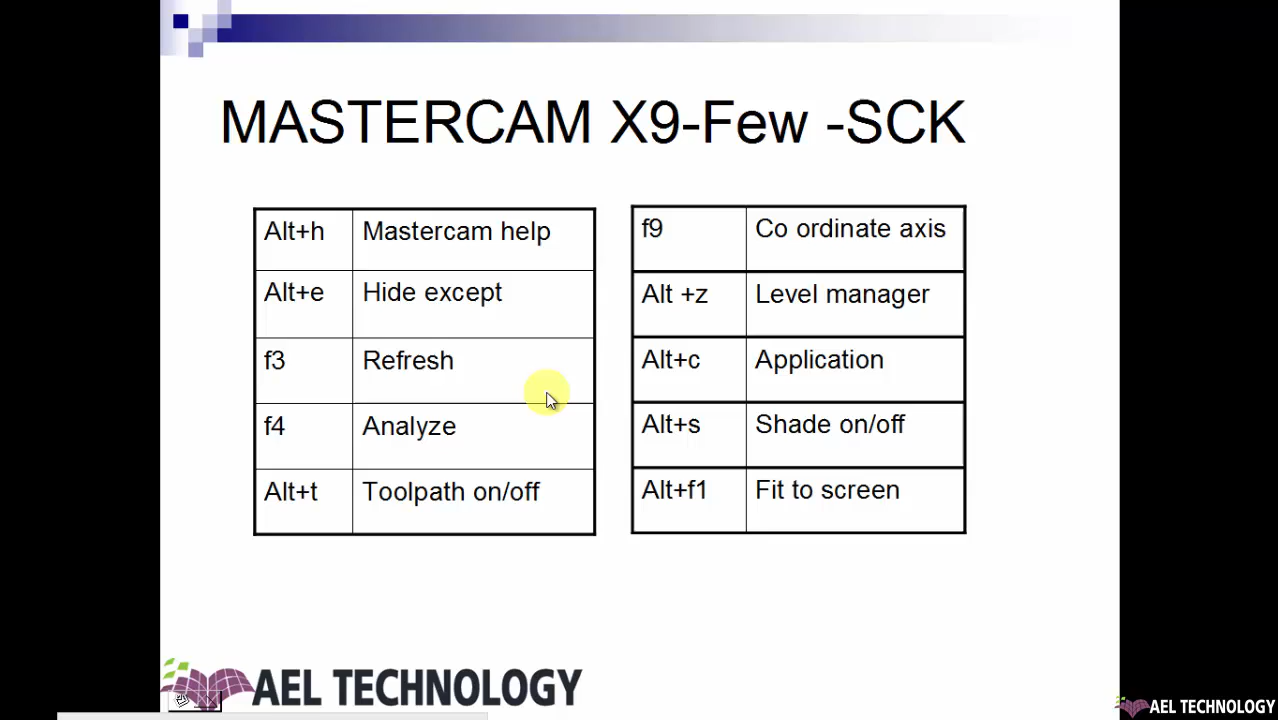 MASTERCAM X9-Few -SCK
Alt+h Mastercam help
Alt+e Hide except
f3 Refresh
f4 Analyze
Alt+t Toolpath on/off
f9 Co ordinate axis
Alt +z Level manager
Alt+c Application
Alt+s Shade on/off
Alt+f1 Fit to screen
AEL TECHNOLOGY
AEL TECHNOLOGY